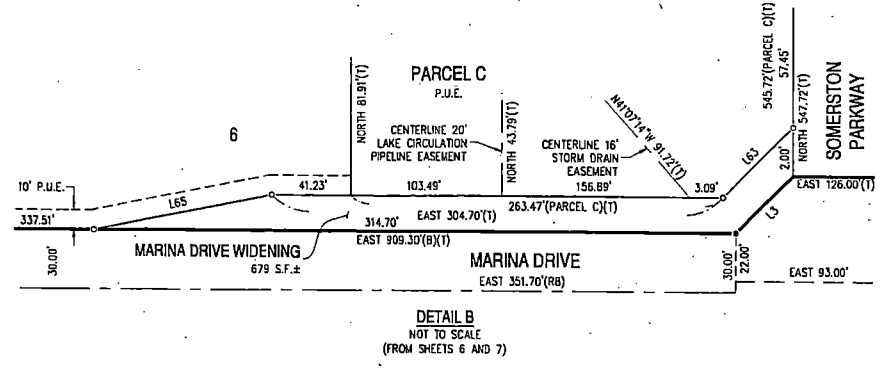 PARCEL C
P.U.E.
6
NORTH 81.91'(T)
CENTERLINE 20'
LAKE CIRCULATION
PIPELINE EASEMENT
NORTH 43.79'(T)
N41°07'14"W 91.72'(T)
CENTERLINE 16'
STORM DRAIN
EASEMENT
545.72'(PARCEL C)(T)
57.45'
NORTH 547.72'(T)
2.00'
SOMERSTON
PARKWAY
L63
10' P.U.E.
L65
41.23'
103.49'
156.89'
3.09'
EAST 126.00'(T)
L3
337.51'
314.70'
EAST 304.70'(T)
263.47'(PARCEL C)(T)
EAST 909.30'(B)(T)
30.00'
MARINA DRIVE WIDENING
679 S.F.±
MARINA DRIVE
EAST 351.70'(R8)
30.00'
22.00'
EAST 93.00'
DETAIL B
NOT TO SCALE
(FROM SHEETS 6 AND 7)